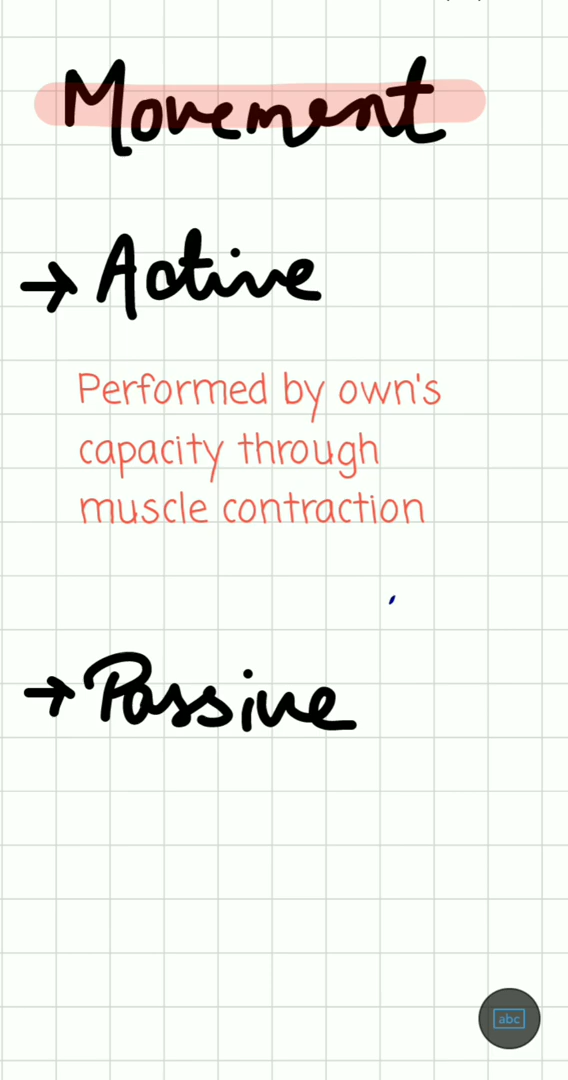 Movement
→ Active
Performed by own's
capacity through
muscle contraction
→ Passive
abc